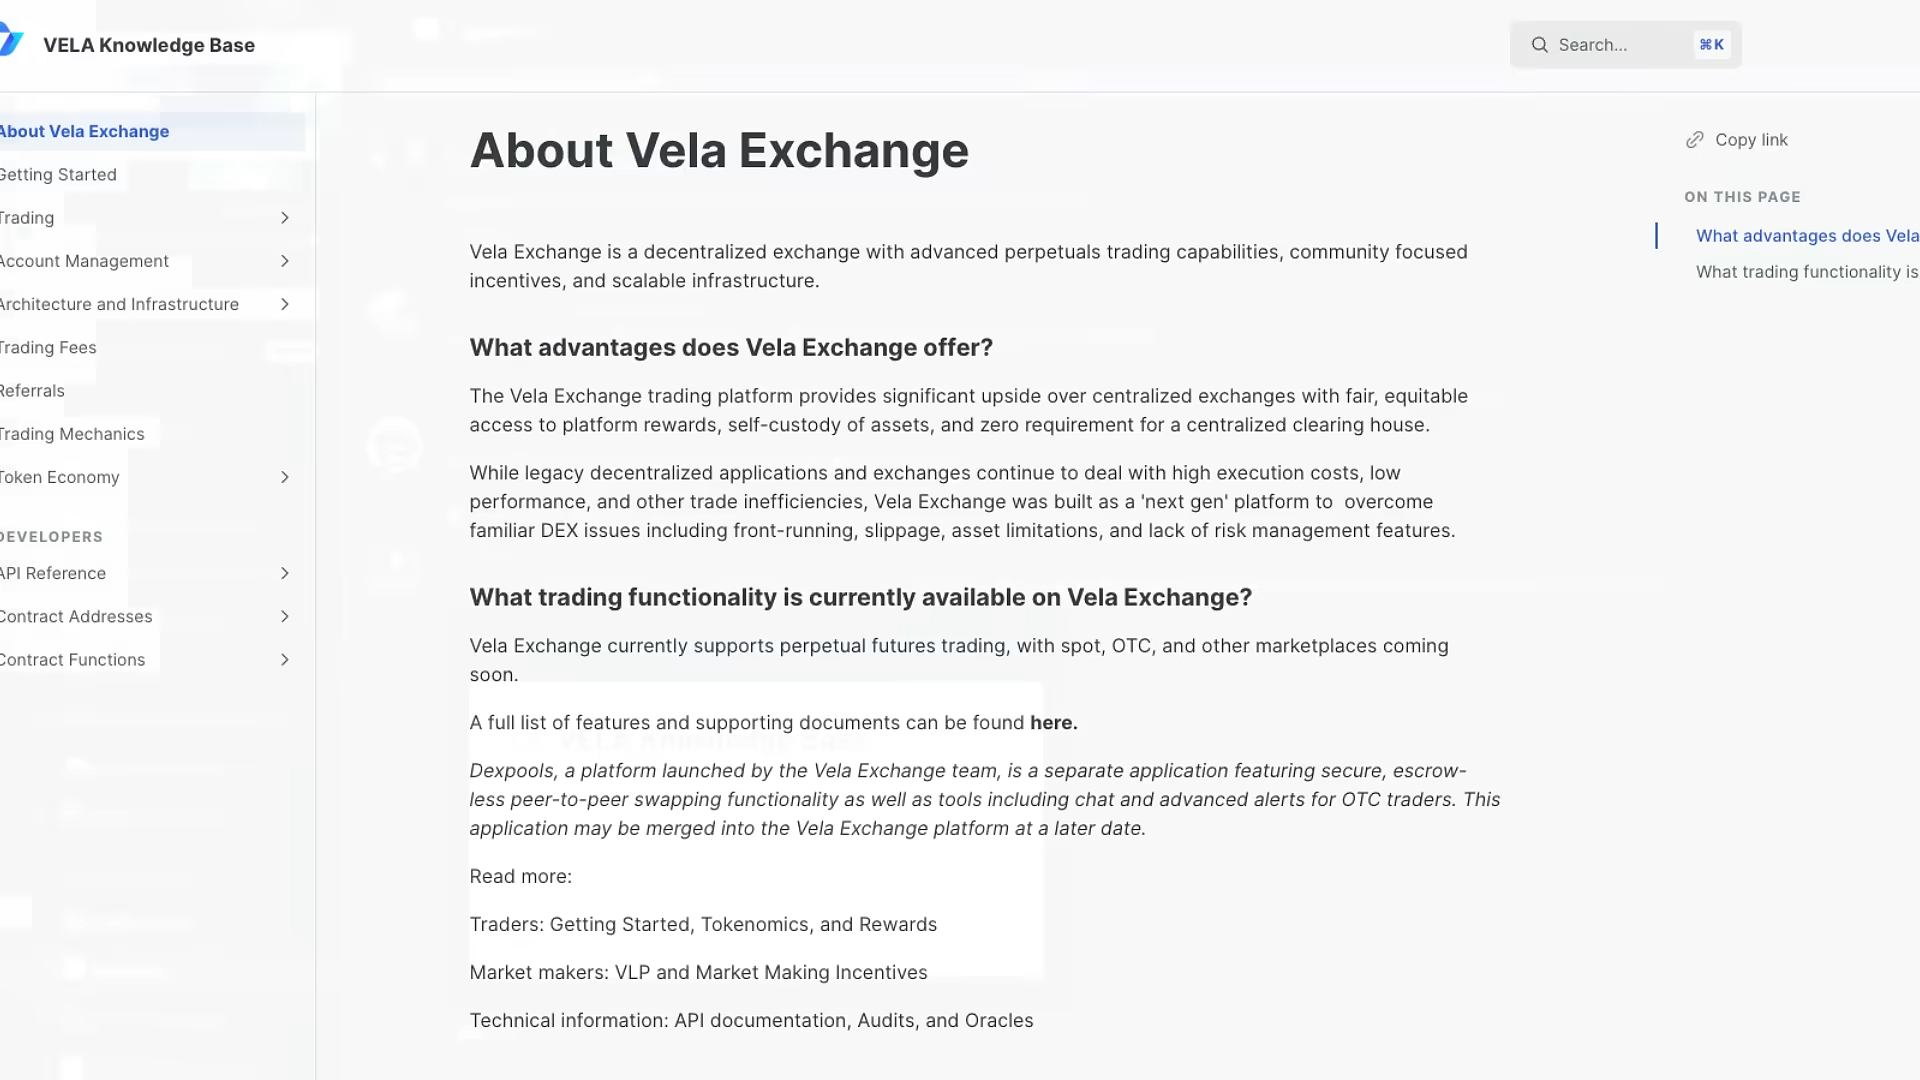 VELA Knowledge Base
Search...
⌘K
About Vela Exchange
Getting Started
Trading
Account Management
Architecture and Infrastructure
Trading Fees
Referrals
Trading Mechanics
Token Economy
DEVELOPERS
API Reference
Contract Addresses
Contract Functions
About Vela Exchange
Vela Exchange is a decentralized exchange with advanced perpetuals trading capabilities, community focused
incentives, and scalable infrastructure.
What advantages does Vela Exchange offer?
The Vela Exchange trading platform provides significant upside over centralized exchanges with fair, equitable
access to platform rewards, self-custody of assets, and zero requirement for a centralized clearing house.
While legacy decentralized applications and exchanges continue to deal with high execution costs, low
performance, and other trade inefficiencies, Vela Exchange was built as a 'next gen' platform to  overcome
familiar DEX issues including front-running, slippage, asset limitations, and lack of risk management features.
What trading functionality is currently available on Vela Exchange?
Vela Exchange currently supports perpetual futures trading, with spot, OTC, and other marketplaces coming
soon.
A full list of features and supporting documents can be found here.
Dexpools, a platform launched by the Vela Exchange team, is a separate application featuring secure, escrow-
less peer-to-peer swapping functionality as well as tools including chat and advanced alerts for OTC traders. This
application may be merged into the Vela Exchange platform at a later date.
Read more:
Traders: Getting Started, Tokenomics, and Rewards
Market makers: VLP and Market Making Incentives
Technical information: API documentation, Audits, and Oracles
Copy link
ON THIS PAGE
What advantages does Vela
What trading functionality is